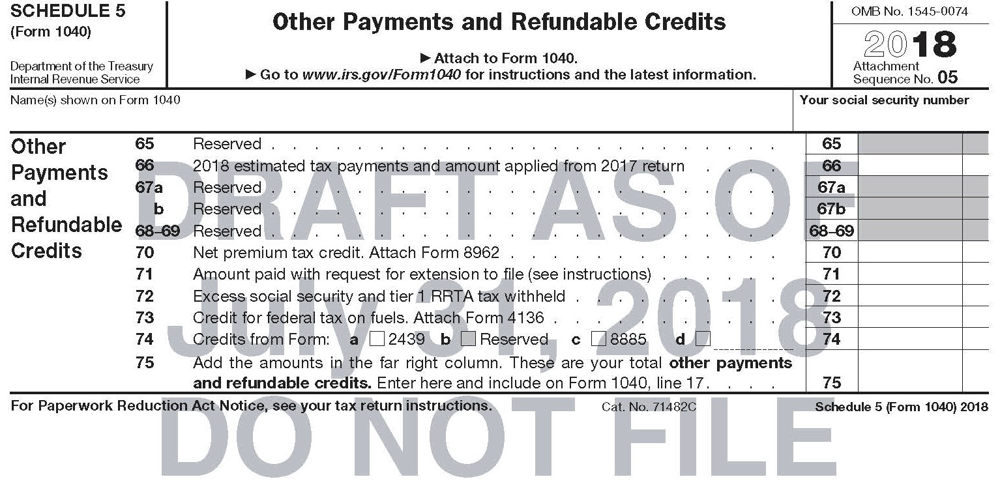 SCHEDULE 5
(Form 1040)
Department of the Treasury
Internal Revenue Service
Other Payments and Refundable Credits
▶ Attach to Form 1040.
▶ Go to www.irs.gov/Form1040 for instructions and the latest information.
OMB No. 1545-0074
2018
Attachment
Sequence No. 05
Name(s) shown on Form 1040
Your social security number
Other
Payments
and
Refundable
Credits
65 Reserved . . . . . . . . . . . . . . . . . . . . . . . . 65
66 2018 estimated tax payments and amount applied from 2017 return . . . . 66
67a Reserved . . . . . . . . . . . . . . . . . . . . . . . . 67a
b Reserved . . . . . . . . . . . . . . . . . . . . . . . . 67b
68–69 Reserved . . . . . . . . . . . . . . . . . . . . . . . . 68–69
70 Net premium tax credit. Attach Form 8962 . . . . . . . . . . . . . 70
71 Amount paid with request for extension to file (see instructions) . . . . . . 71
72 Excess social security and tier 1 RRTA tax withheld . . . . . . . . . . 72
73 Credit for federal tax on fuels. Attach Form 4136 . . . . . . . . . . . 73
74 Credits from Form: a ☐ 2439 b ☐ Reserved c ☐ 8885 d ☐ 74
75 Add the amounts in the far right column. These are your total other payments
and refundable credits. Enter here and include on Form 1040, line 17 . . . . 75
For Paperwork Reduction Act Notice, see your tax return instructions. Cat. No. 71482C Schedule 5 (Form 1040) 2018
DRAFT AS OF
July 31, 2018
DO NOT FILE